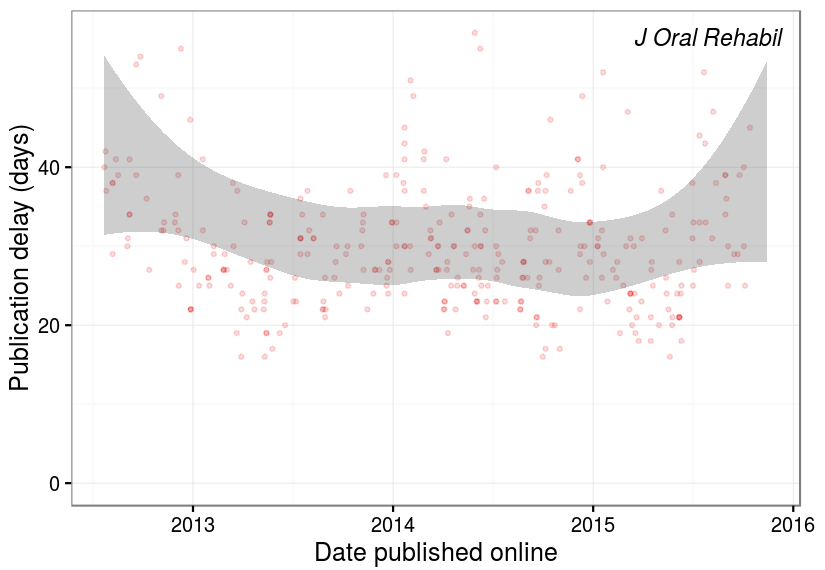 J Oral Rehabil
Publication delay (days)
40
20
0
2013
2014
2015
2016
Date published online